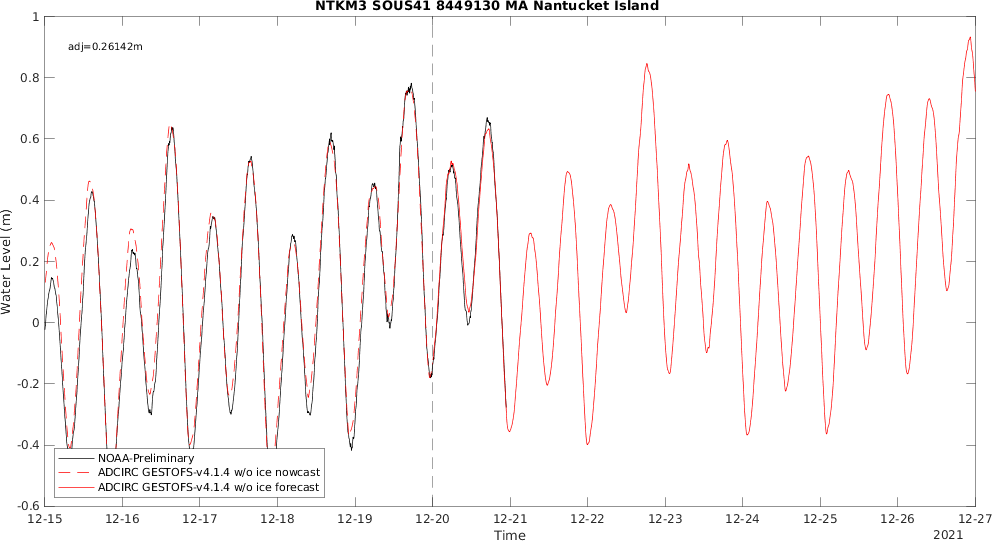 NTKM3 SOUS41 8449130 MA Nantucket Island
1
adj=0.26142m
0.8
0.6
0.4
0.2
0
-0.2
-0.4
-0.6
Water Level (m)
NOAA-Preliminary
ADCIRC GESTOFS-v4.1.4 w/o ice nowcast
ADCIRC GESTOFS-v4.1.4 w/o ice forecast
12-15 12-16 12-17 12-18 12-19 12-20 12-21 12-22 12-23 12-24 12-25 12-26 12-27
Time
2021